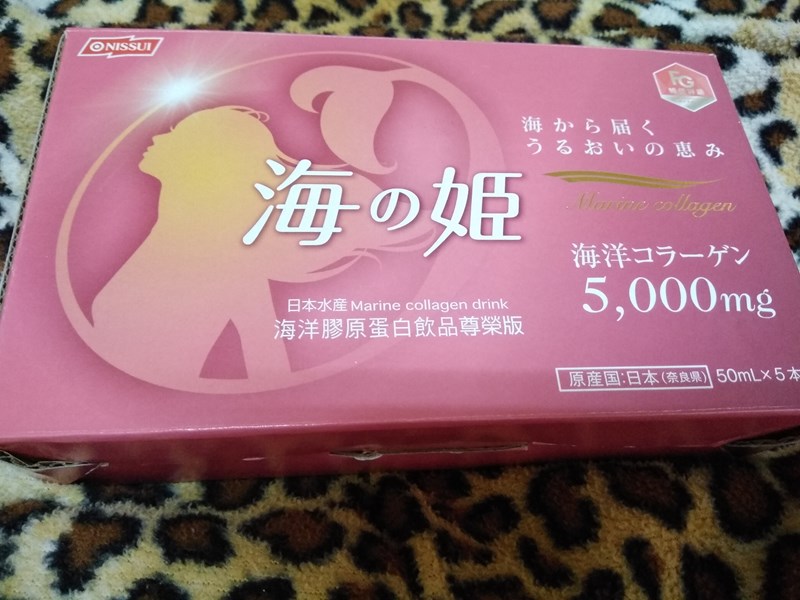 NISSUI
FG
海から届く
うるおいの恵み
Marine collagen
海の姫
海洋コラーゲン
5,000mg
日本水産 Marine collagen drink
海洋膠原蛋白飲品尊榮版
原産国:日本(奈良県) 50mL×5本